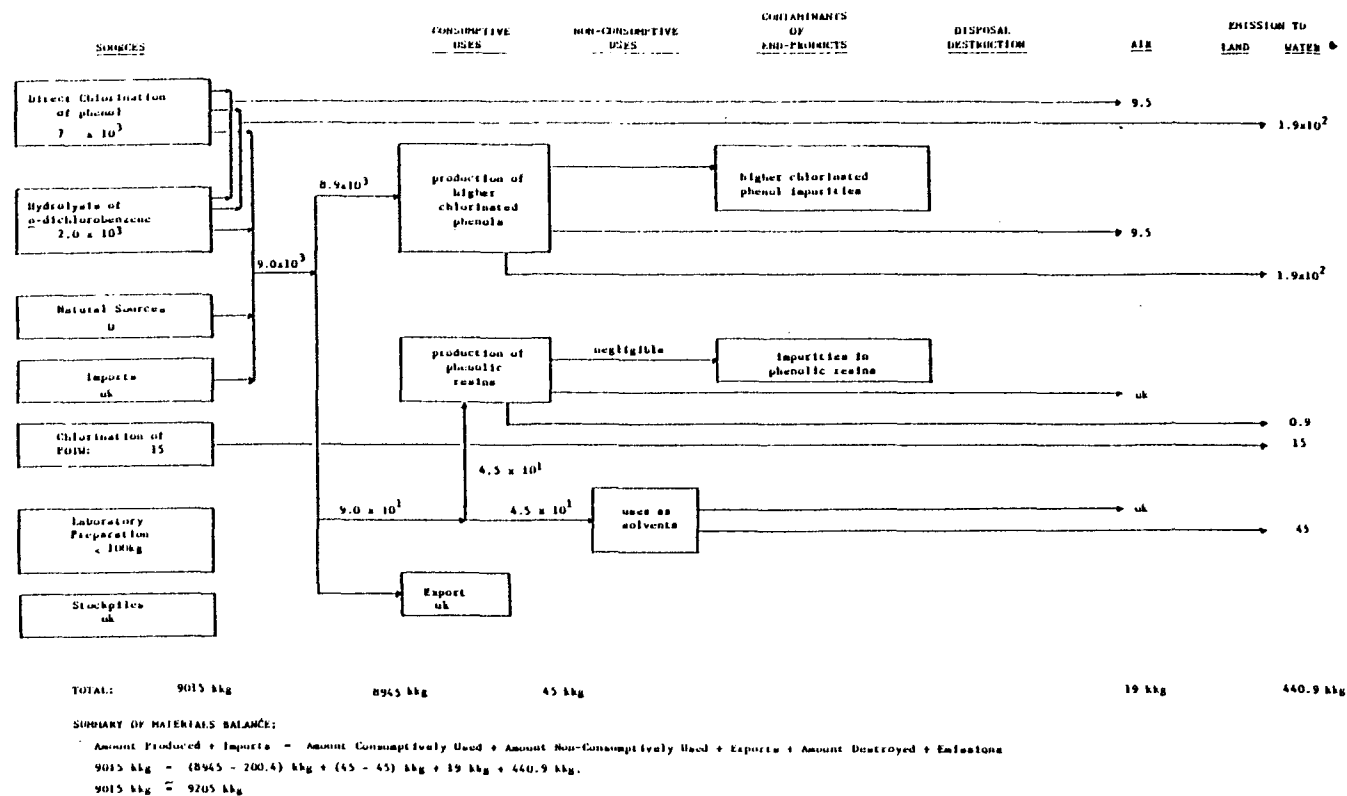 SOURCES
CONSUMPTIVE
USES
NON-CONSUMPTIVE
USES
CONTAMINANTS
OF
END-PRODUCTS
DISPOSAL
DESTRUCTION
EMISSION TO
AIR
LAND
WATER
Direct Chlorination
of phenol
7 x 10³
9.5
1.9x10²
Hydrolysis of
p-dichlorobenzene
2.0 x 10³
8.9x10³
production of
higher
chlorinated
phenols
higher chlorinated
phenol impurities
9.5
9.0x10³
1.9x10²
Natural Sources
0
Imports
uk
production of
phenolic
resins
negligible
impurities in
phenolic resins
uk
0.9
Chlorination of
POTW: 15
15
4.5 x 10¹
Laboratory
Preparation
< 100kg
9.0 x 10¹
4.5 x 10¹
uses as
solvents
uk
45
Stockpiles
uk
Export
uk
TOTAL: 9015 kkg 8945 kkg 45 kkg 19 kkg 440.9 kkg
SUMMARY OF MATERIALS BALANCE:
Amount Produced + Imports = Amount Consumptively Used + Amount Non-Consumptively Used + Exports + Amount Destroyed + Emissions
9015 kkg = (8945 - 200.4) kkg + (45 - 45) kkg + 19 kkg + 440.9 kkg.
9015 kkg ≈ 9205 kkg